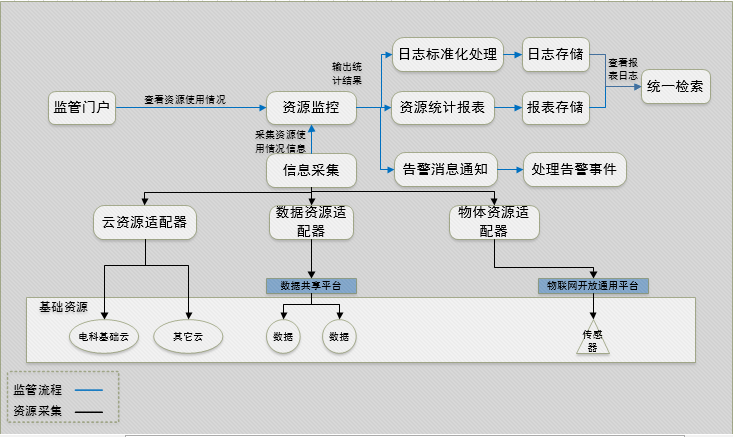 日志标准化处理
日志存储
输出统
计结果
查看报
表日志
统一检索
监管门户
查看资源使用情况
资源监控
资源统计报表
报表存储
采集资源使
用情况信息
信息采集
告警消息通知
处理告警事件
云资源适配器
数据资源适
配器
物体资源适
配器
数据共享平台
物联网开放通用平台
基础资源
电科基础云
其它云
数据
数据
传感
器
监管流程
资源采集